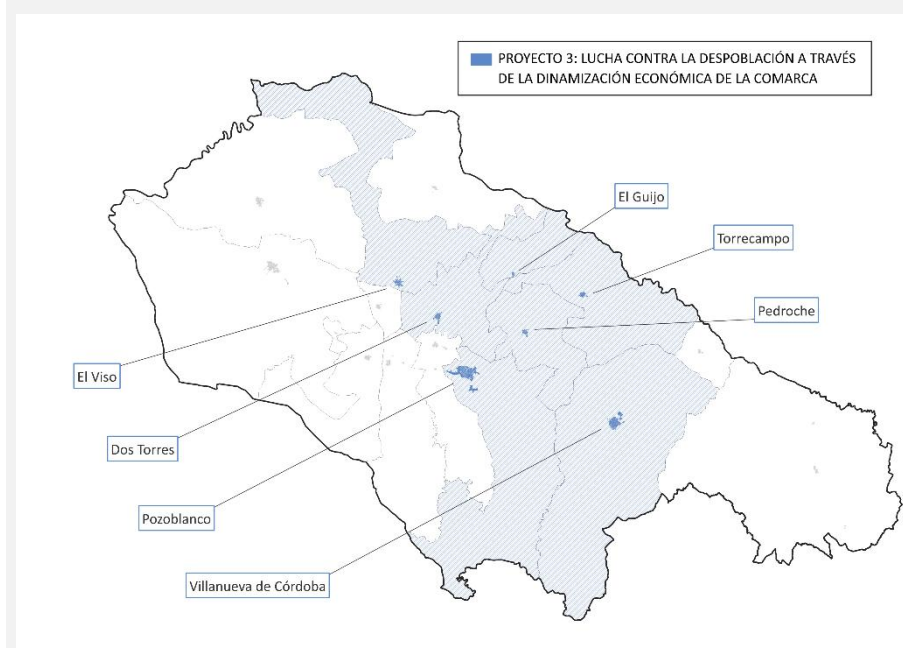 PROYECTO 3: LUCHA CONTRA LA DESPOBLACIÓN A TRAVÉS
DE LA DINAMIZACIÓN ECONÓMICA DE LA COMARCA
El Guijo
Torrecampo
Pedroche
El Viso
Dos Torres
Pozoblanco
Villanueva de Córdoba